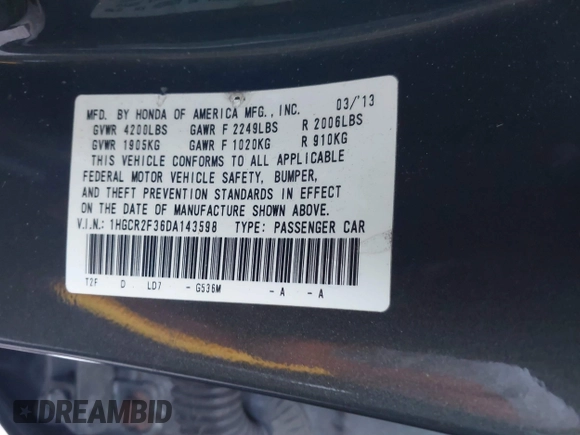 MFD. BY HONDA OF AMERICA MFG., INC. 03/'13
GVWR 4200LBS GAWR F 2249LBS R 2006LBS
GVWR 1905KG GAWR F 1020KG R 910KG
THIS VEHICLE CONFORMS TO ALL APPLICABLE
FEDERAL MOTOR VEHICLE SAFETY, BUMPER,
AND THEFT PREVENTION STANDARDS IN EFFECT
ON THE DATE OF MANUFACTURE SHOWN ABOVE.
V.I.N.: 1HGCR2F36DA143598 TYPE: PASSENGER CAR
T2F D LD7 - G536M - A - A
DREAMBID